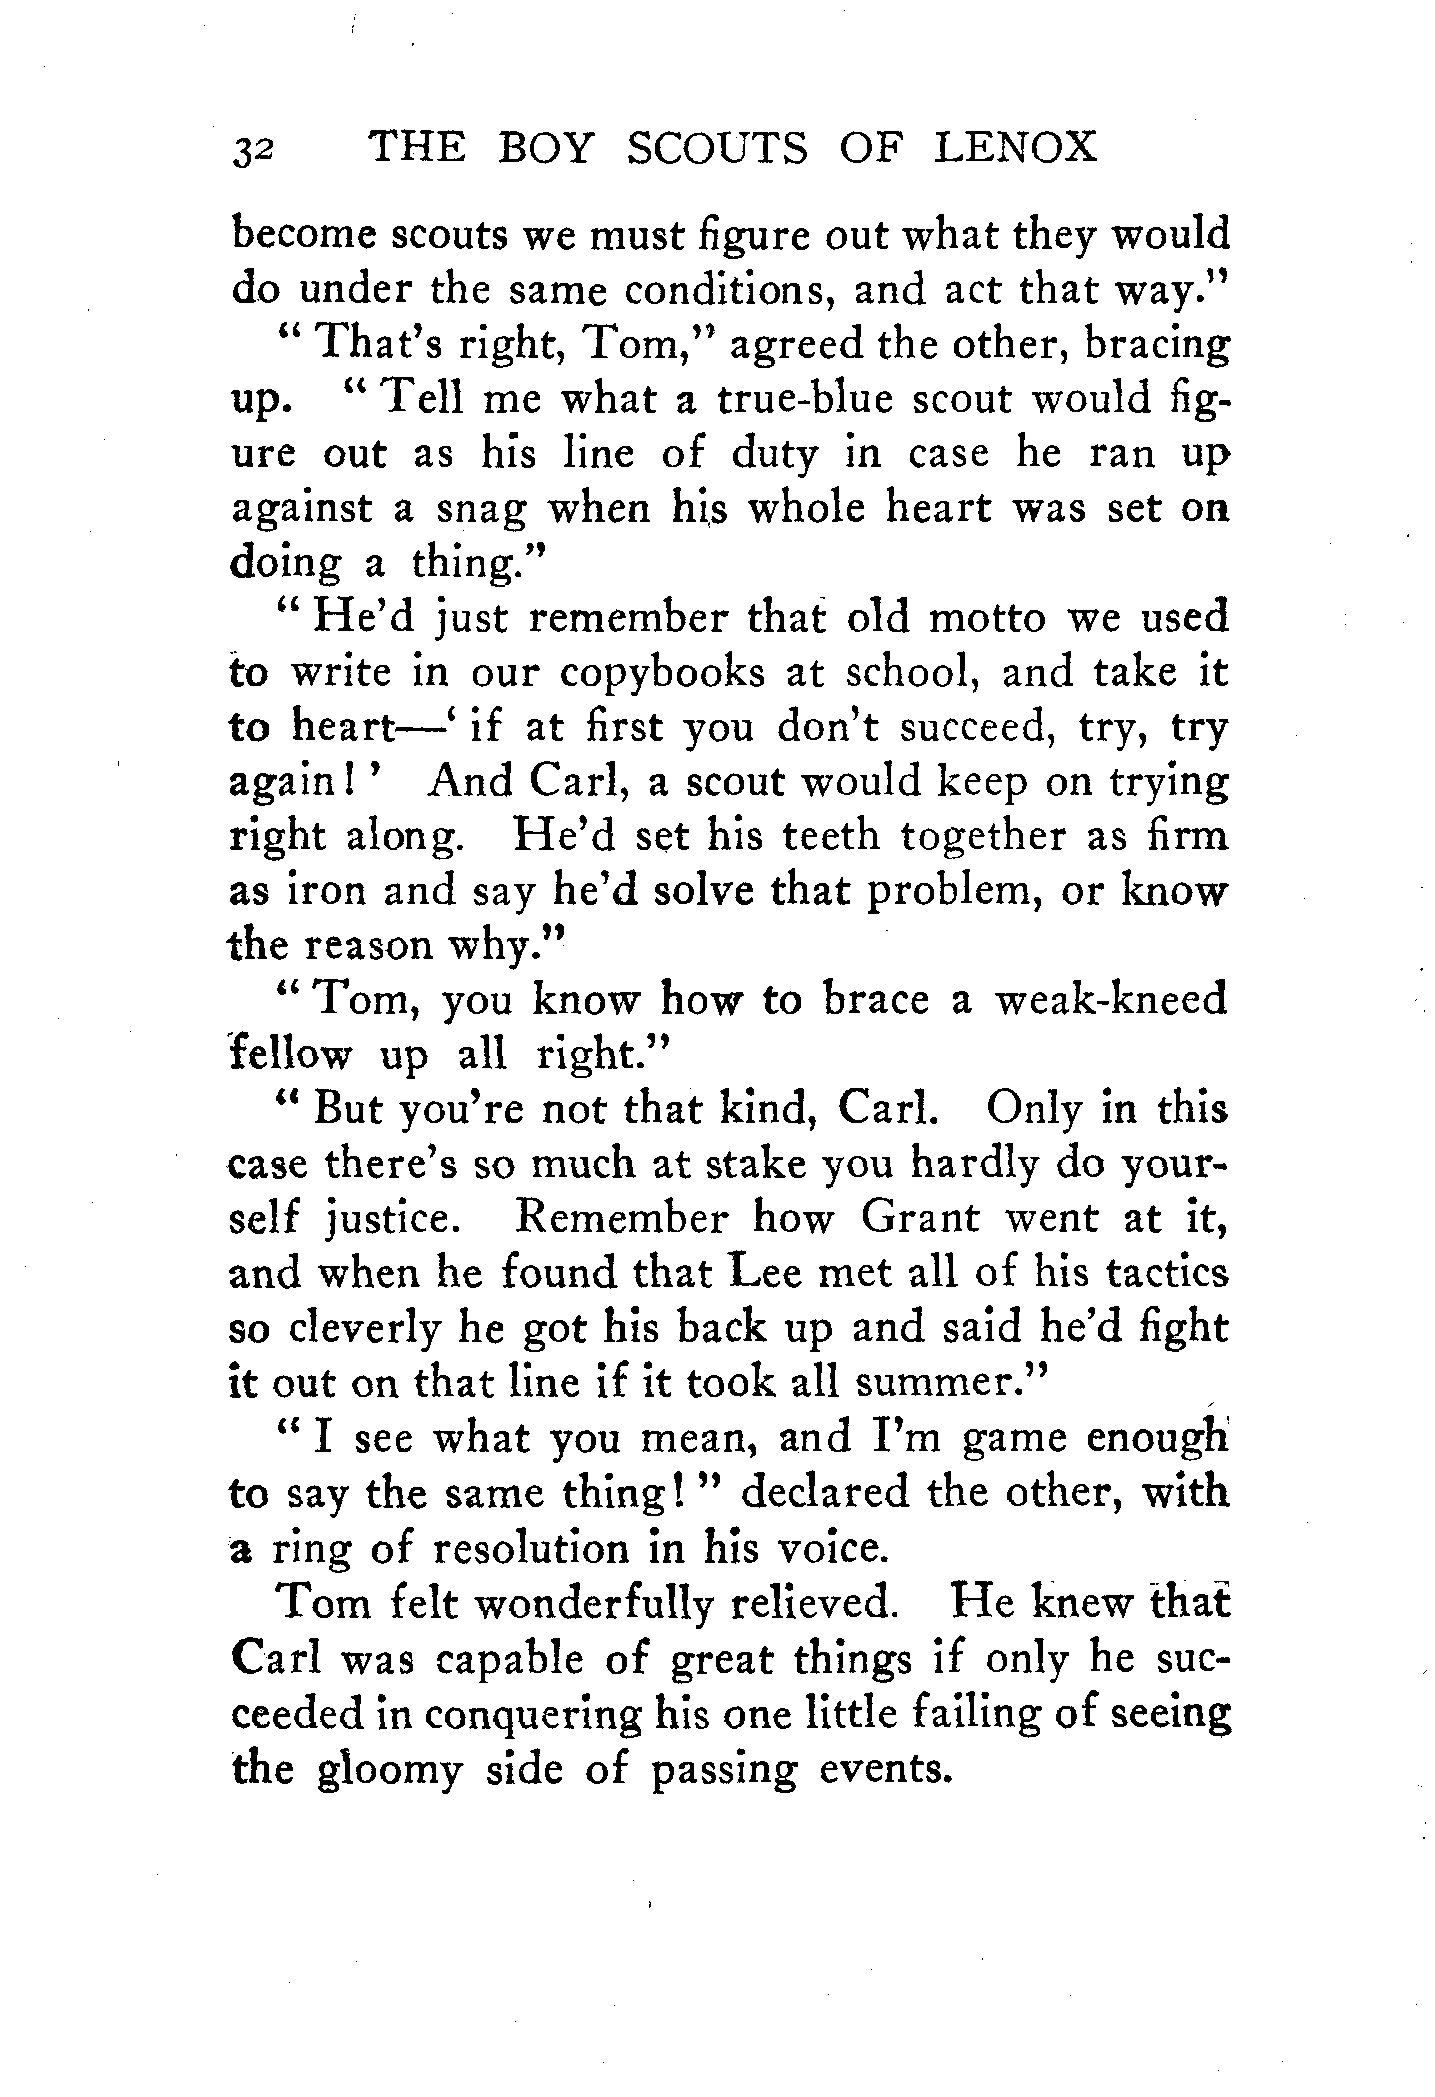 32 THE BOY SCOUTS OF LENOX
become scouts we must figure out what they would
do under the same conditions, and act that way."
" That's right, Tom," agreed the other, bracing
up. " Tell me what a true-blue scout would fig-
ure out as his line of duty in case he ran up
against a snag when his whole heart was set on
doing a thing."
" He'd just remember that old motto we used
to write in our copybooks at school, and take it
to heart—' if at first you don't succeed, try, try
again! ' And Carl, a scout would keep on trying
right along. He'd set his teeth together as firm
as iron and say he'd solve that problem, or know
the reason why."
" Tom, you know how to brace a weak-kneed
fellow up all right."
" But you're not that kind, Carl. Only in this
case there's so much at stake you hardly do your-
self justice. Remember how Grant went at it,
and when he found that Lee met all of his tactics
so cleverly he got his back up and said he'd fight
it out on that line if it took all summer."
" I see what you mean, and I'm game enough
to say the same thing! " declared the other, with
a ring of resolution in his voice.
Tom felt wonderfully relieved. He knew that
Carl was capable of great things if only he suc-
ceeded in conquering his one little failing of seeing
the gloomy side of passing events.